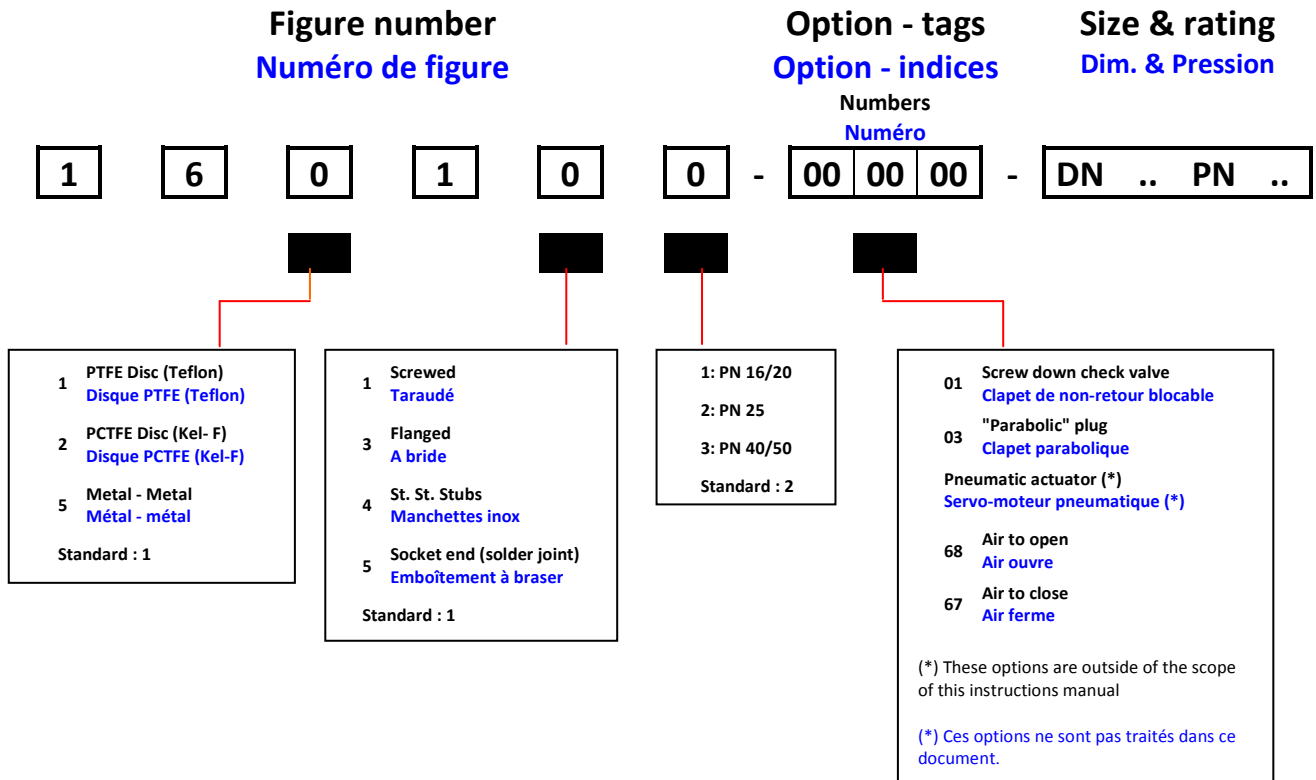 Figure number
Numéro de figure
Option - tags
Option - indices
Size & rating
Dim. & Pression
Numbers
Numéro
1 6 0 1 0 0 - 00 00 00 - DN .. PN ..
1 PTFE Disc (Teflon)
Disque PTFE (Teflon)
2 PCTFE Disc (Kel- F)
Disque PCTFE (Kel-F)
5 Metal - Metal
Métal - métal
Standard : 1
1 Screwed
Taraudé
3 Flanged
A bride
4 St. St. Stubs
Manchettes inox
5 Socket end (solder joint)
Emboîtement à braser
Standard : 1
1: PN 16/20
2: PN 25
3: PN 40/50
Standard : 2
01 Screw down check valve
Clapet de non-retour blocable
03 "Parabolic" plug
Clapet parabolique
Pneumatic actuator (*)
Servo-moteur pneumatique (*)
68 Air to open
Air ouvre
67 Air to close
Air ferme
(*) These options are outside of the scope
of this instructions manual
(*) Ces options ne sont pas traités dans ce
document.